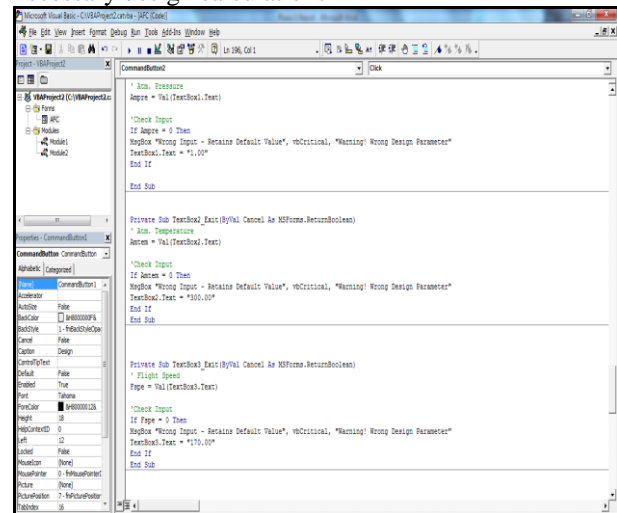 Microsoft Visual Basic - C:\VBAProject2.catvba - [AFC (Code)]
File Edit View Insert Format Debug Run Tools Add-Ins Window Help
Ln 196, Col 1
Project - VBAProject2
CommandButton2
Click
VBAProject2 (C:\VBAProject2.ca
Forms
AFC
Modules
Module1
Module2
Properties - CommandButton1
CommandButton1 CommandButton
Alphabetic Categorized
(Name) CommandButton1
Accelerator
AutoSize False
BackColor &H8000000F&
BackStyle 1 - fmBackStyleOpaq
Cancel False
Caption Design
ControlTipText
Default False
Enabled True
Font Tahoma
ForeColor &H80000012&
Height 18
HelpContextID 0
Left 12
Locked False
MouseIcon (None)
MousePointer 0 - fmMousePointerD
Picture (None)
PicturePosition 7 - fmPicturePosition
TabIndex 16
' Atm. Pressure
Ampre = Val(TextBox1.Text)
'Check Input
If Ampre = 0 Then
MsgBox "Wrong Input - Retains Default Value", vbCritical, "Warning! Wrong Design Parameter"
TextBox1.Text = "1.00"
End If
End Sub
Private Sub TextBox2_Exit(ByVal Cancel As MSForms.ReturnBoolean)
' Atm. Temperature
Amtem = Val(TextBox2.Text)
'Check Input
If Amtem = 0 Then
MsgBox "Wrong Input - Retains Default Value", vbCritical, "Warning! Wrong Design Parameter"
TextBox2.Text = "300.00"
End If
End Sub
Private Sub TextBox3_Exit(ByVal Cancel As MSForms.ReturnBoolean)
' Flight Speed
Fspe = Val(TextBox3.Text)
'Check Input
If Fspe = 0 Then
MsgBox "Wrong Input - Retains Default Value", vbCritical, "Warning! Wrong Design Parameter"
TextBox3.Text = "170.00"
End If
End Sub